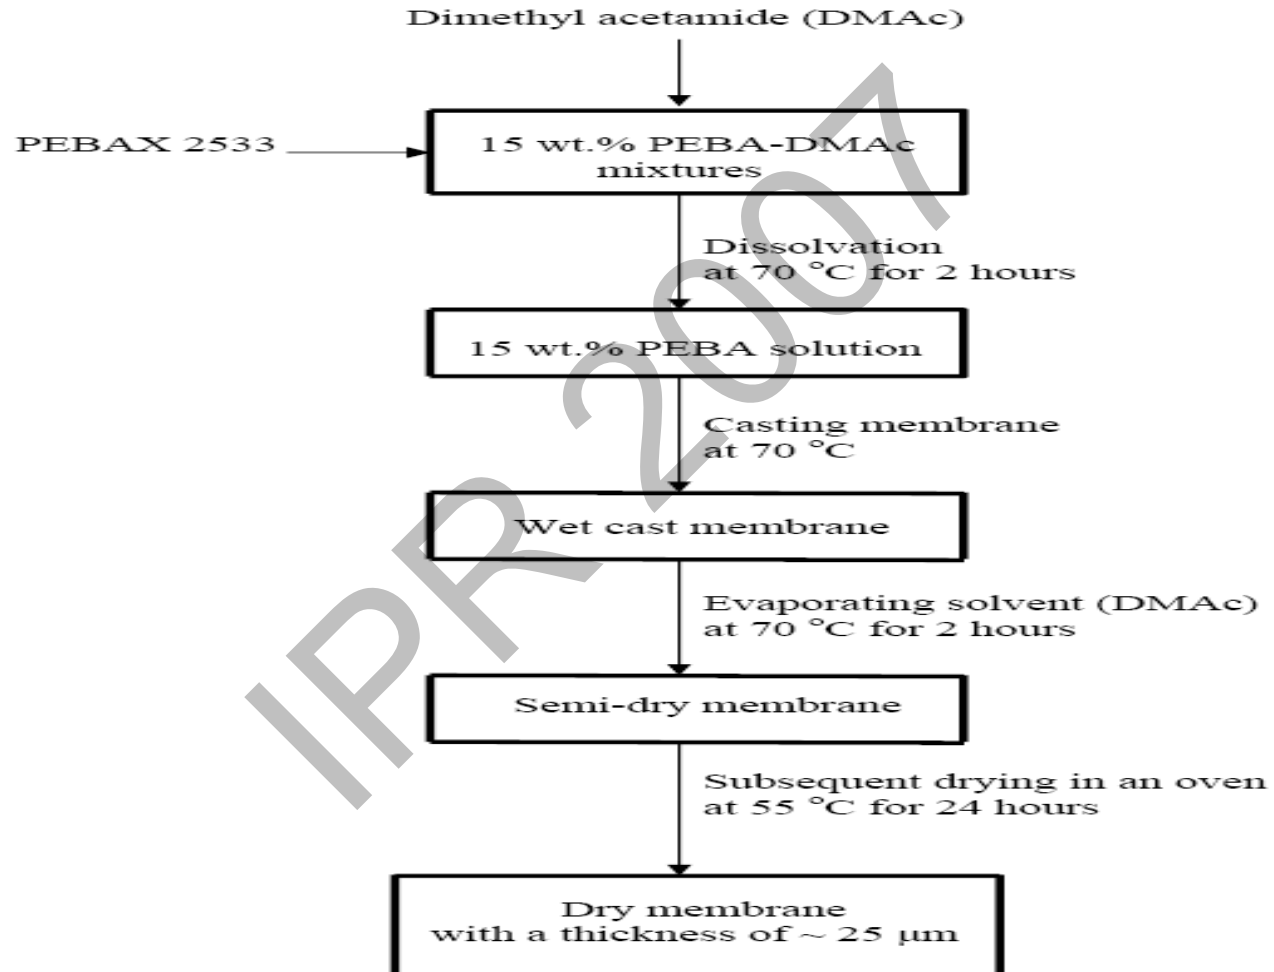 Dimethyl acetamide (DMAc)
PEBAX 2533
15 wt.% PEBA-DMAc
mixtures
Dissolvation
at 70 °C for 2 hours
15 wt.% PEBA solution
Casting membrane
at 70 °C
Wet cast membrane
Evaporating solvent (DMAc)
at 70 °C for 2 hours
Semi-dry membrane
Subsequent drying in an oven
at 55 °C for 24 hours
Dry membrane
with a thickness of ~ 25 μm
IPR 2007